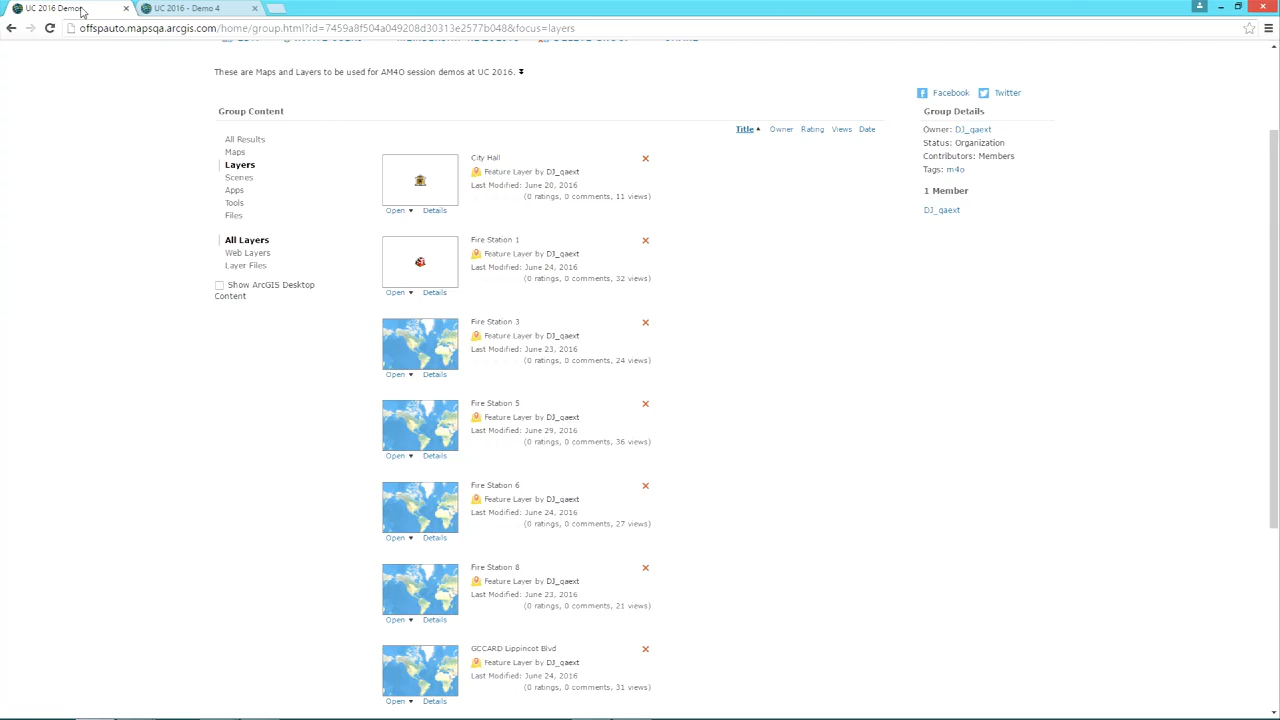 UC 2016 Demos
UC 2016 - Demo 4
offspauto.mapsqa.arcgis.com/home/group.html?id=7459a8f504a049208d30313e2577b048&focus=layers
These are Maps and Layers to be used for AM4O session demos at UC 2016.
Facebook Twitter
Group Content
Group Details
Title Owner Rating Views Date
Owner: DJ_qaext
Status: Organization
Contributors: Members
Tags: m4o
1 Member
DJ_qaext
All Results
Maps
Layers
Scenes
Apps
Tools
Files
All Layers
Web Layers
Layer Files
Show ArcGIS Desktop
Content
City Hall
Feature Layer by DJ_qaext
Last Modified: June 20, 2016
(0 ratings, 0 comments, 11 views)
Open Details
Fire Station 1
Feature Layer by DJ_qaext
Last Modified: June 24, 2016
(0 ratings, 0 comments, 32 views)
Open Details
Fire Station 3
Feature Layer by DJ_qaext
Last Modified: June 23, 2016
(0 ratings, 0 comments, 24 views)
Open Details
Fire Station 5
Feature Layer by DJ_qaext
Last Modified: June 29, 2016
(0 ratings, 0 comments, 36 views)
Open Details
Fire Station 6
Feature Layer by DJ_qaext
Last Modified: June 24, 2016
(0 ratings, 0 comments, 27 views)
Open Details
Fire Station 8
Feature Layer by DJ_qaext
Last Modified: June 23, 2016
(0 ratings, 0 comments, 21 views)
Open Details
GCCARD Lippincot Blvd
Feature Layer by DJ_qaext
Last Modified: June 24, 2016
(0 ratings, 0 comments, 31 views)
Open Details